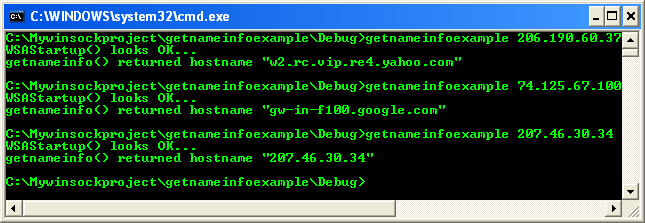 C:\WINDOWS\system32\cmd.exe
C:\Mywinsockproject\getnameinfoexample\Debug>getnameinfoexample 206.190.60.37
WSAStartup() looks OK...
getnameinfo() returned hostname "w2.rc.vip.re4.yahoo.com"
C:\Mywinsockproject\getnameinfoexample\Debug>getnameinfoexample 74.125.67.100
WSAStartup() looks OK...
getnameinfo() returned hostname "gw-in-f100.google.com"
C:\Mywinsockproject\getnameinfoexample\Debug>getnameinfoexample 207.46.30.34
WSAStartup() looks OK...
getnameinfo() returned hostname "207.46.30.34"
C:\Mywinsockproject\getnameinfoexample\Debug>